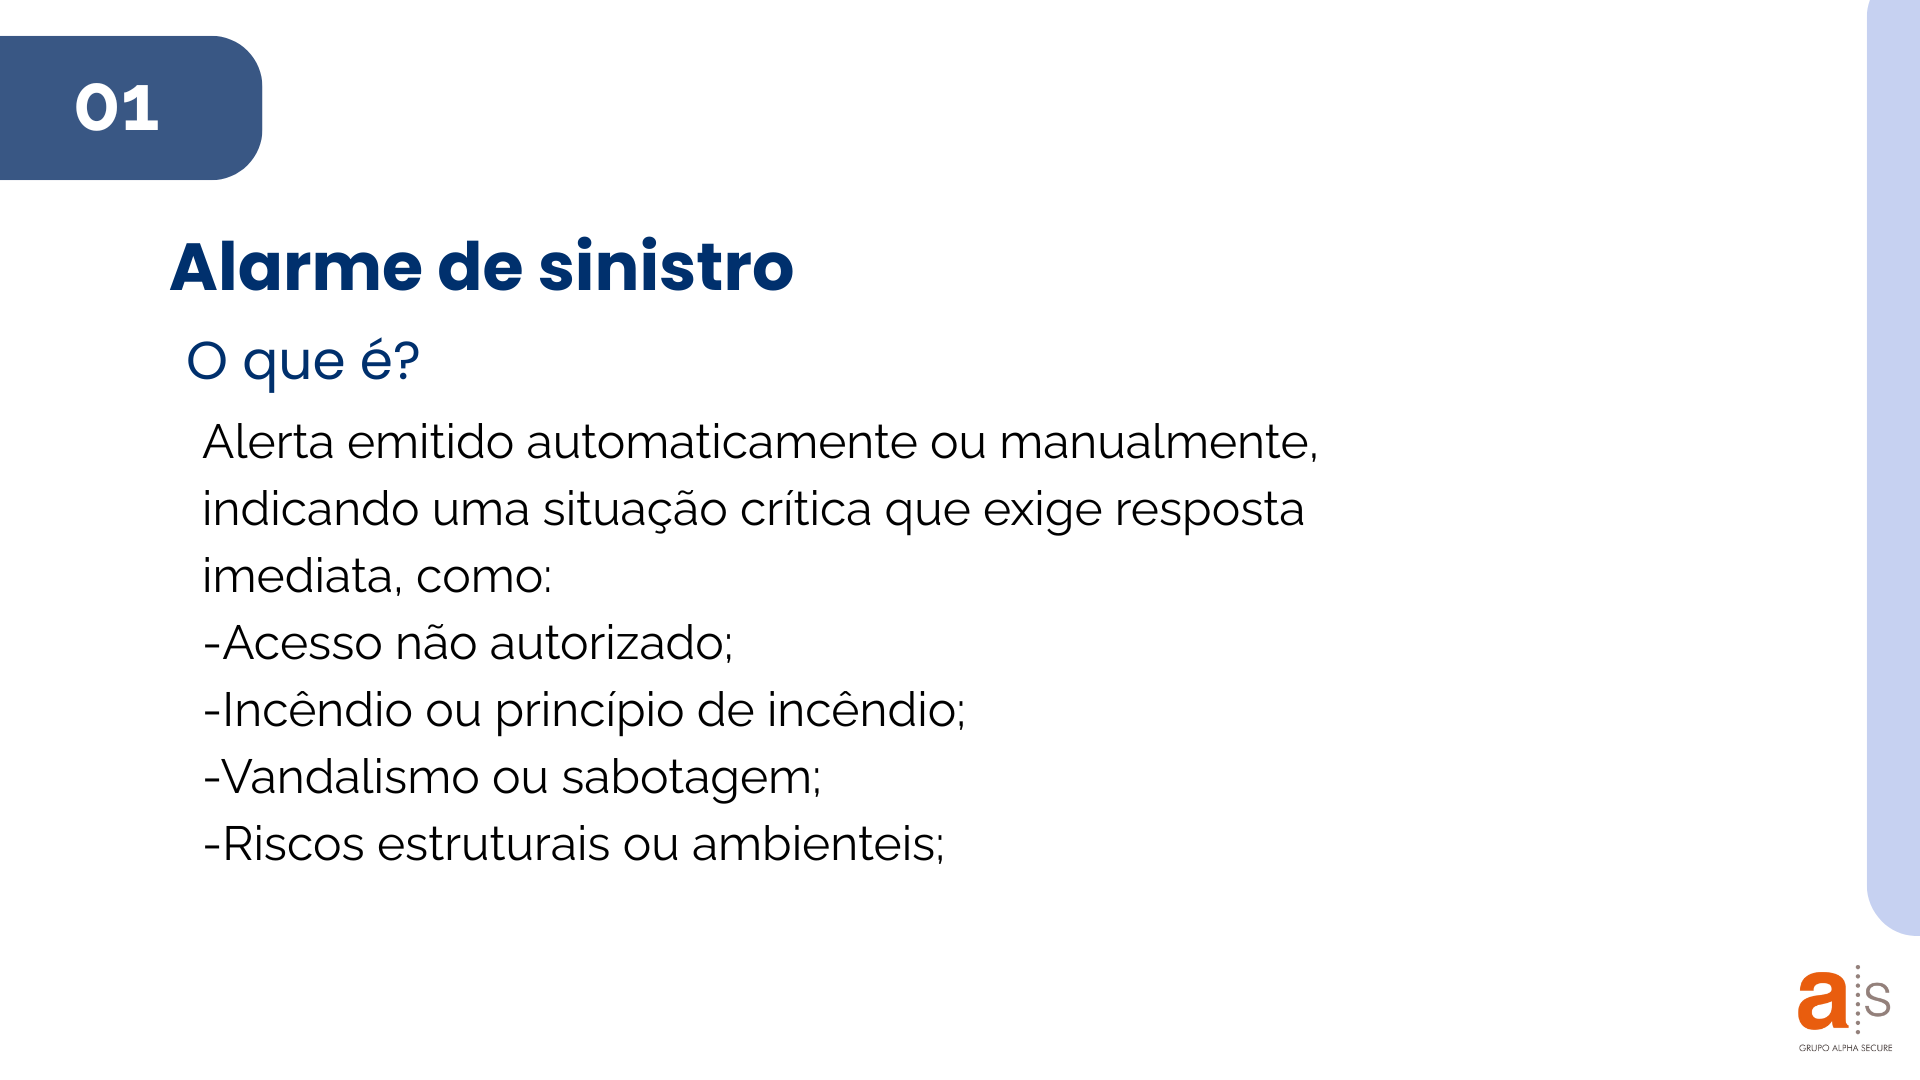 01
Alarme de sinistro
O que é?
Alerta emitido automaticamente ou manualmente,
indicando uma situação crítica que exige resposta
imediata, como:
-Acesso não autorizado;
-Incêndio ou princípio de incêndio;
-Vandalismo ou sabotagem;
-Riscos estruturais ou ambienteis;
a s
GRUPO ALPHA SECURE